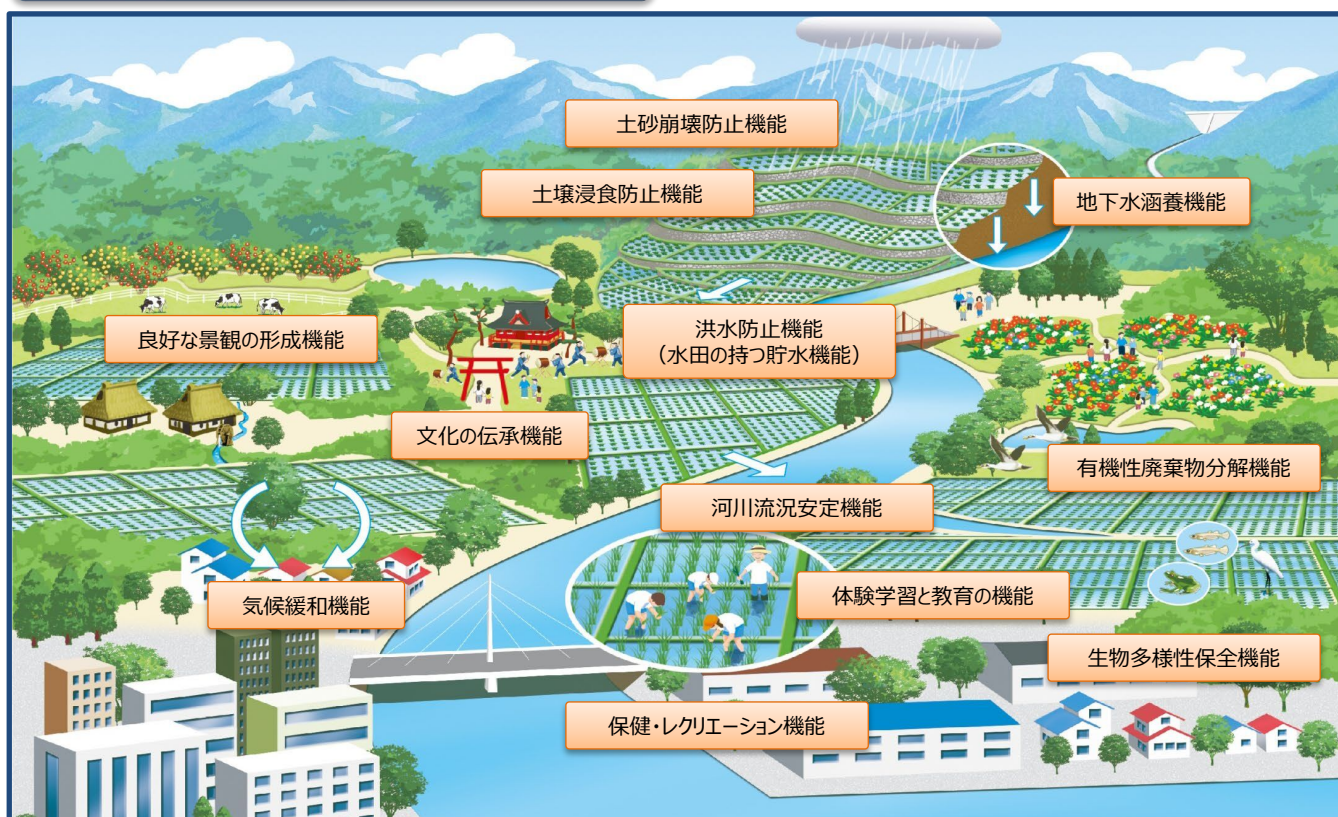 土砂崩壊防止機能
土壌浸食防止機能
地下水涵養機能
良好な景観の形成機能
洪水防止機能
（水田の持つ貯水機能）
文化の伝承機能
有機性廃棄物分解機能
河川流況安定機能
気候緩和機能
体験学習と教育の機能
生物多様性保全機能
保健・レクリエーション機能